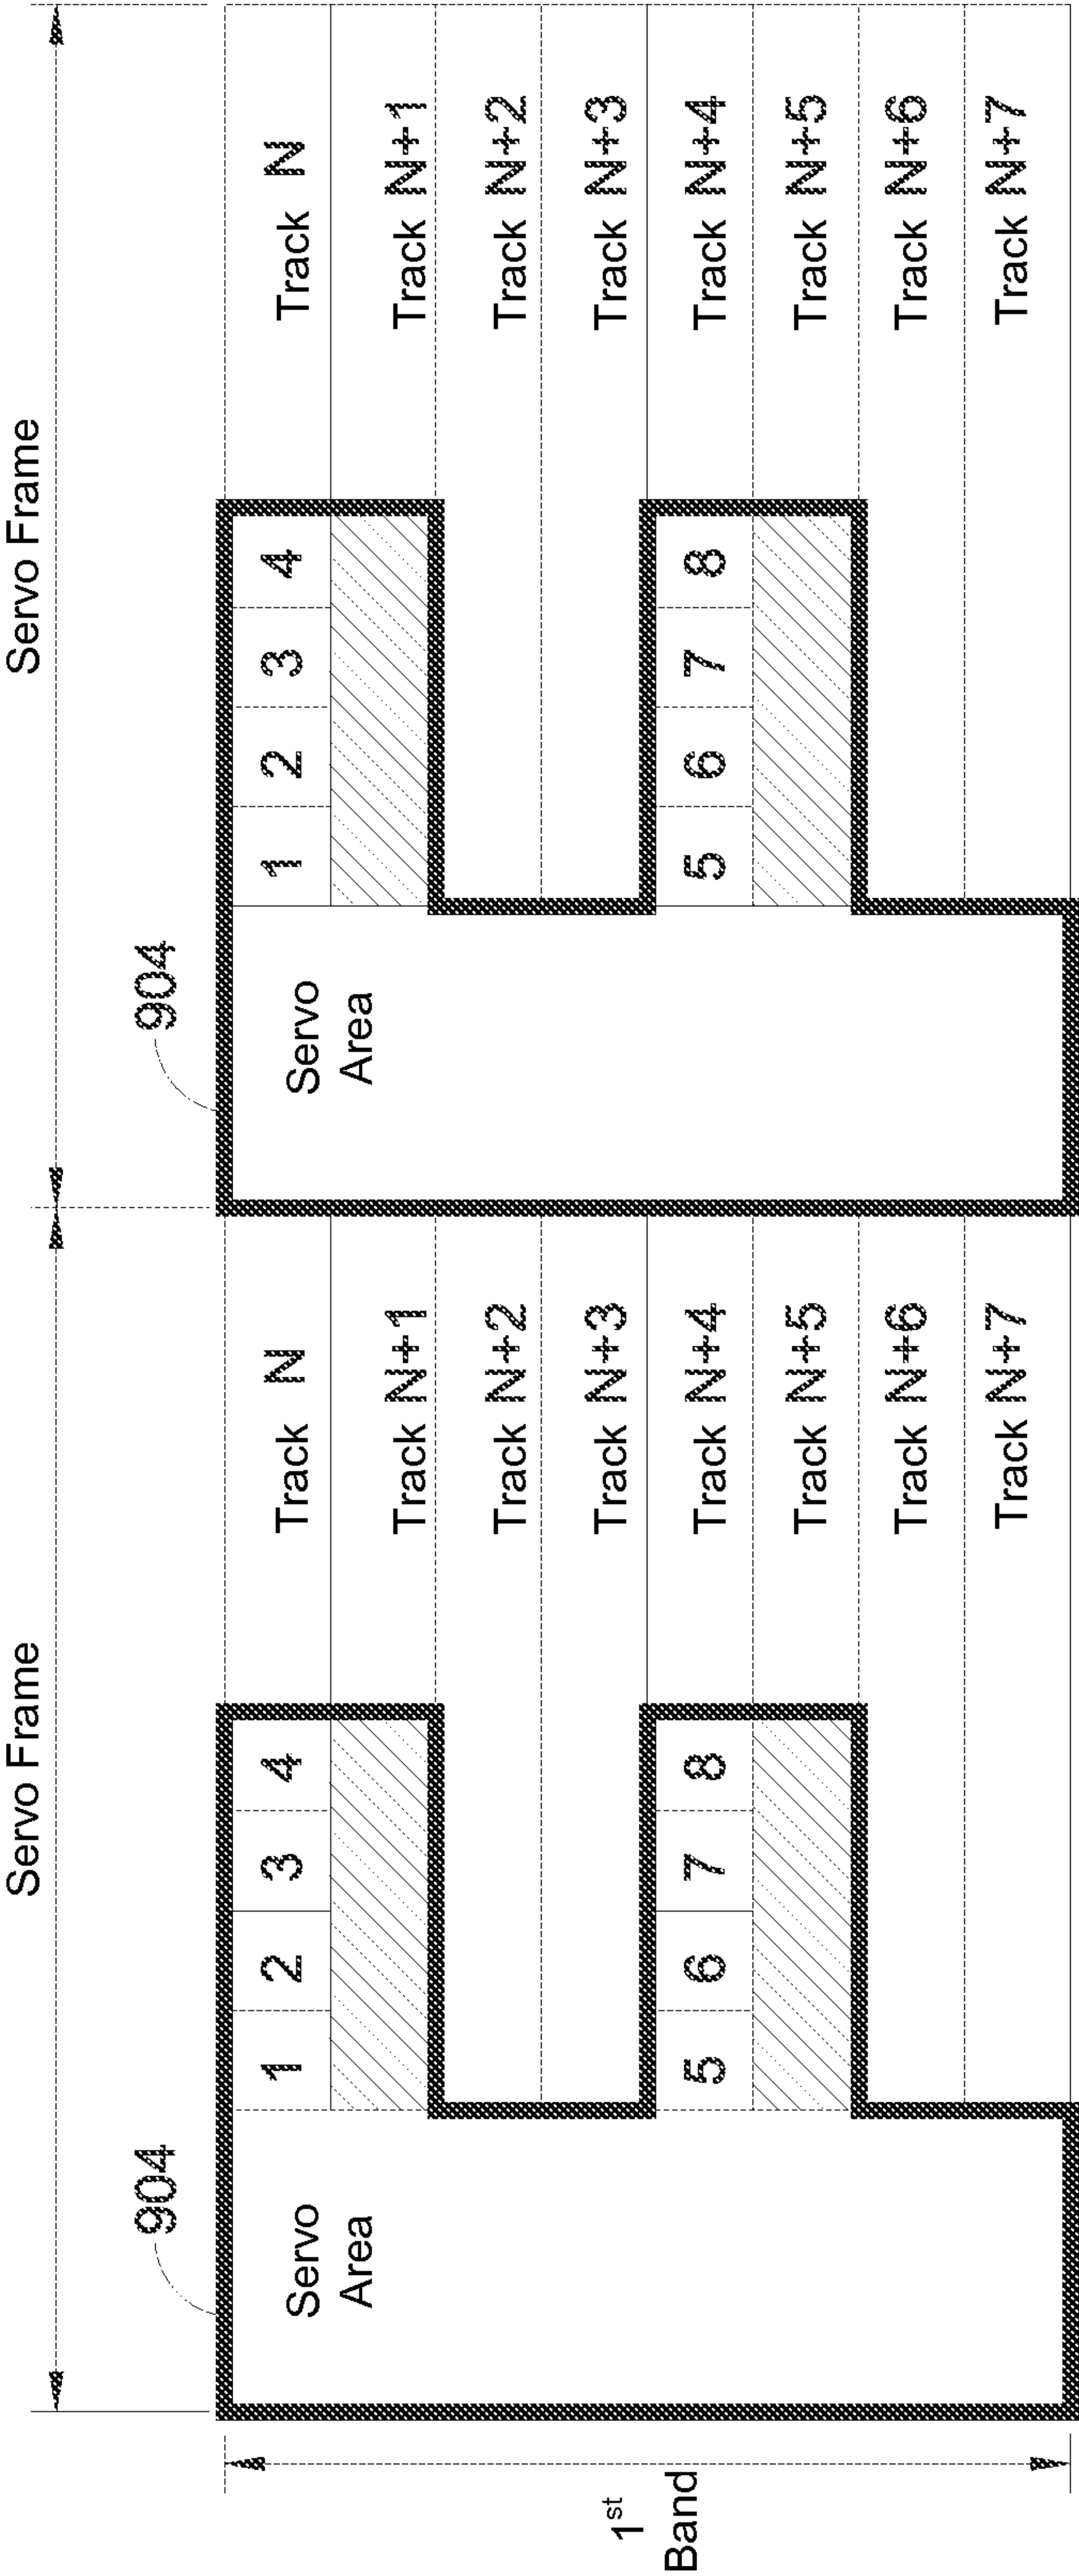 Servo Frame
Servo Frame
904
904
1st
Band
Servo
Area
1 2 3 4
Track N
Servo
Area
1 2 3 4
Track N
Track N+1
Track N+1
Track N+2
Track N+2
Track N+3
Track N+3
5 6 7 8
Track N+4
5 6 7 8
Track N+4
Track N+5
Track N+5
Track N+6
Track N+6
Track N+7
Track N+7